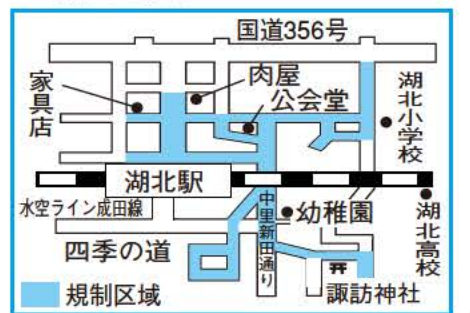 国道356号
家具店
肉屋
公会堂
湖北小学校
湖北駅
水空ライン成田線
中里新田通り
幼稚園
湖北高校
四季の道
規制区域
諏訪神社